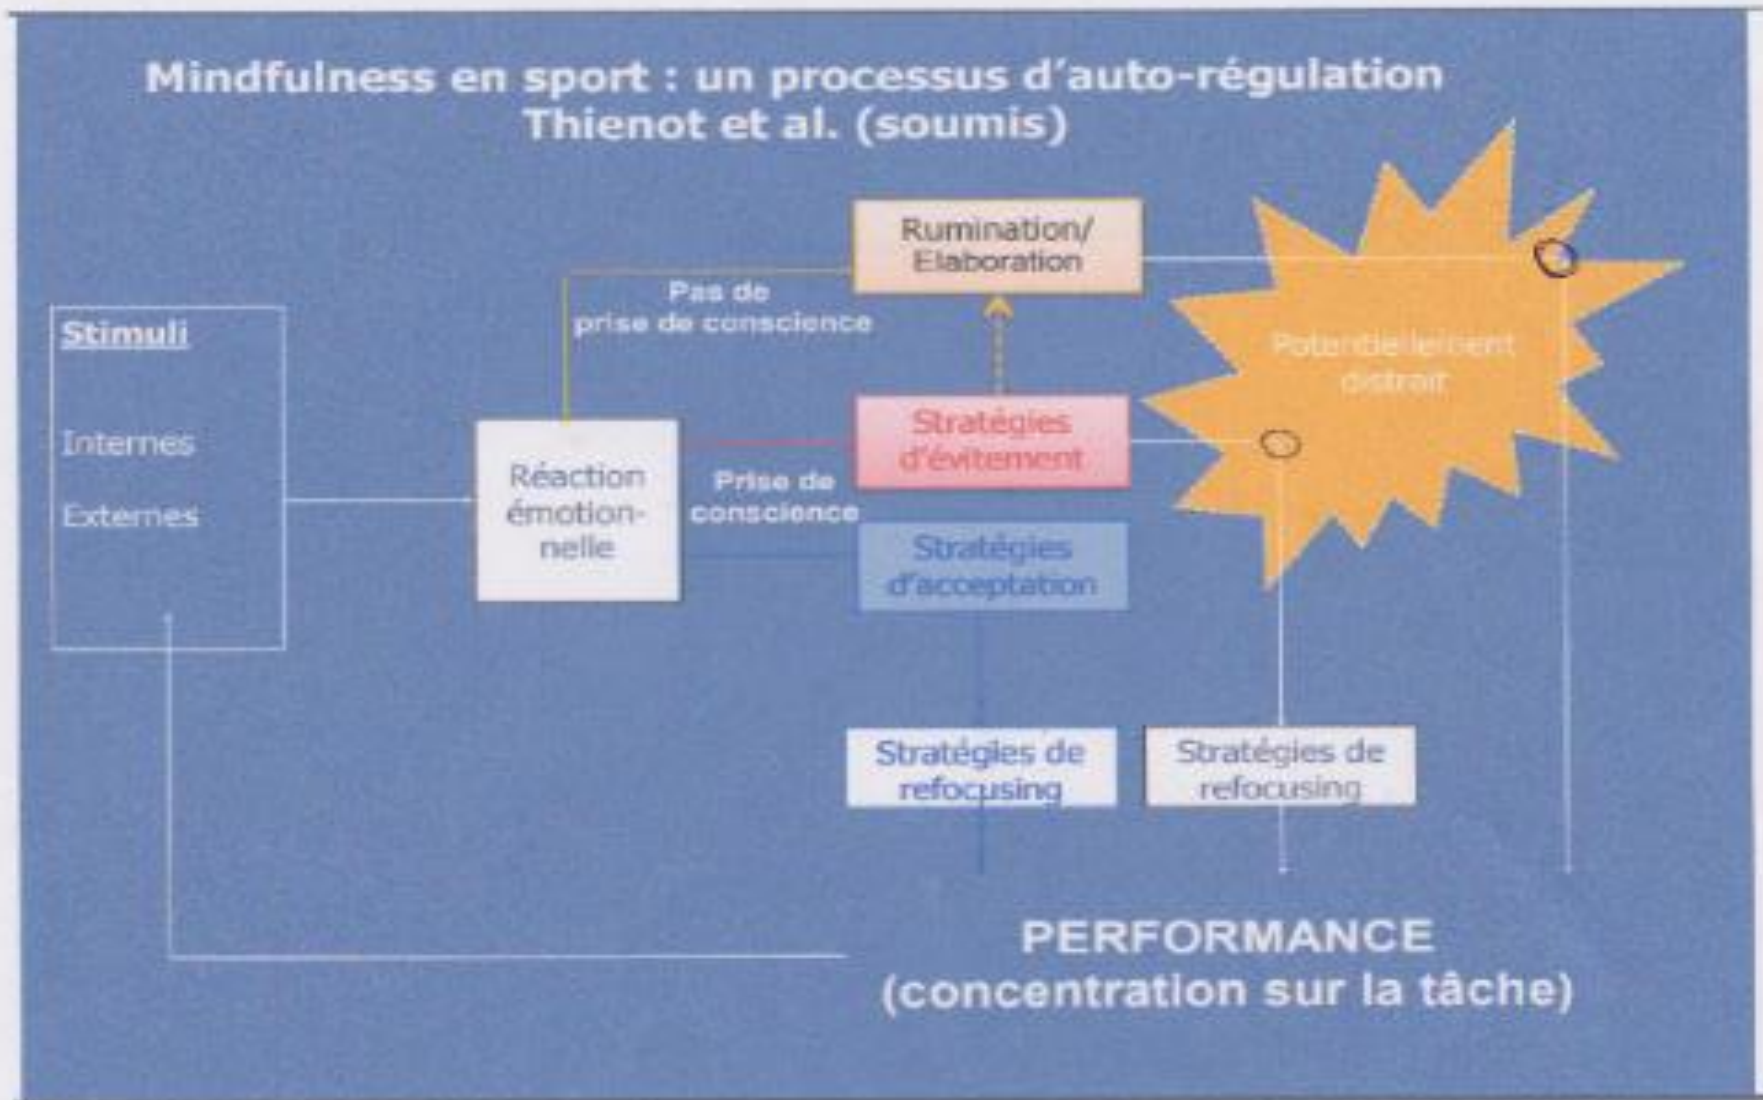 Mindfulness en sport : un processus d'auto-régulation
Thienot et al. (soumis)
Rumination/
Elaboration
Pas de
prise de conscience
Stimuli
Internes
Externes
Potentiellement
distrait
Réaction
émotion-
nelle
Stratégies
d'évitement
Prise de
conscience
Stratégies
d'acceptation
Stratégies de
refocusing
Stratégies de
refocusing
PERFORMANCE
(concentration sur la tâche)